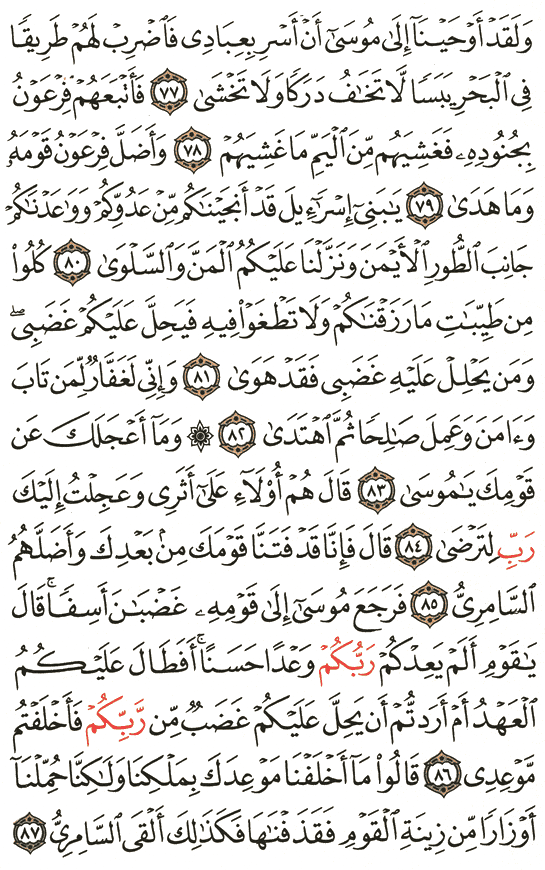 وَلَقَدْ أَوْحَيْنَآ إِلَىٰ مُوسَىٰٓ أَنْ أَسْرِ بِعِبَادِى فَٱضْرِبْ لَهُمْ طَرِيقًا
فِى ٱلْبَحْرِ يَبَسًا لَّا تَخَٰفُ دَرَكًا وَلَا تَخْشَىٰ ٧٧ فَأَتْبَعَهُمْ فِرْعَوْنُ
بِجُنُودِهِۦ فَغَشِيَهُم مِّنَ ٱلْيَمِّ مَا غَشِيَهُمْ ٧٨ وَأَضَلَّ فِرْعَوْنُ قَوْمَهُۥ
وَمَا هَدَىٰ ٧٩ يَٰبَنِىٓ إِسْرَٰٓءِيلَ قَدْ أَنجَيْنَٰكُم مِّنْ عَدُوِّكُمْ وَوَٰعَدْنَٰكُمْ
جَانِبَ ٱلطُّورِ ٱلْأَيْمَنَ وَنَزَّلْنَا عَلَيْكُمُ ٱلْمَنَّ وَٱلسَّلْوَىٰ ٨٠ كُلُوا۟
مِن طَيِّبَٰتِ مَا رَزَقْنَٰكُمْ وَلَا تَطْغَوْا۟ فِيهِ فَيَحِلَّ عَلَيْكُمْ غَضَبِىۖ
وَمَن يَحْلِلْ عَلَيْهِ غَضَبِى فَقَدْ هَوَىٰ ٨١ وَإِنِّى لَغَفَّارٌ لِّمَن تَابَ
وَءَامَنَ وَعَمِلَ صَٰلِحًا ثُمَّ ٱهْتَدَىٰ ٨٢ ۞ وَمَآ أَعْجَلَكَ عَن
قَوْمِكَ يَٰمُوسَىٰ ٨٣ قَالَ هُمْ أُو۟لَآءِ عَلَىٰٓ أَثَرِى وَعَجِلْتُ إِلَيْكَ
رَبِّ لِتَرْضَىٰ ٨٤ قَالَ فَإِنَّا قَدْ فَتَنَّا قَوْمَكَ مِنۢ بَعْدِكَ وَأَضَلَّهُمُ
ٱلسَّامِرِىُّ ٨٥ فَرَجَعَ مُوسَىٰٓ إِلَىٰ قَوْمِهِۦ غَضْبَٰنَ أَسِفًاۚ قَالَ
يَٰقَوْمِ أَلَمْ يَعِدْكُمْ رَبُّكُمْ وَعْدًا حَسَنًاۚ أَفَطَالَ عَلَيْكُمُ
ٱلْعَهْدُ أَمْ أَرَدتُّمْ أَن يَحِلَّ عَلَيْكُمْ غَضَبٌ مِّن رَّبِّكُمْ فَأَخْلَفْتُم
مَّوْعِدِى ٨٦ قَالُوا۟ مَآ أَخْلَفْنَا مَوْعِدَكَ بِمَلْكِنَا وَلَٰكِنَّا حُمِّلْنَآ
أَوْزَارًا مِّن زِينَةِ ٱلْقَوْمِ فَقَذَفْنَٰهَا فَكَذَٰلِكَ أَلْقَى ٱلسَّامِرِىُّ ٨٧